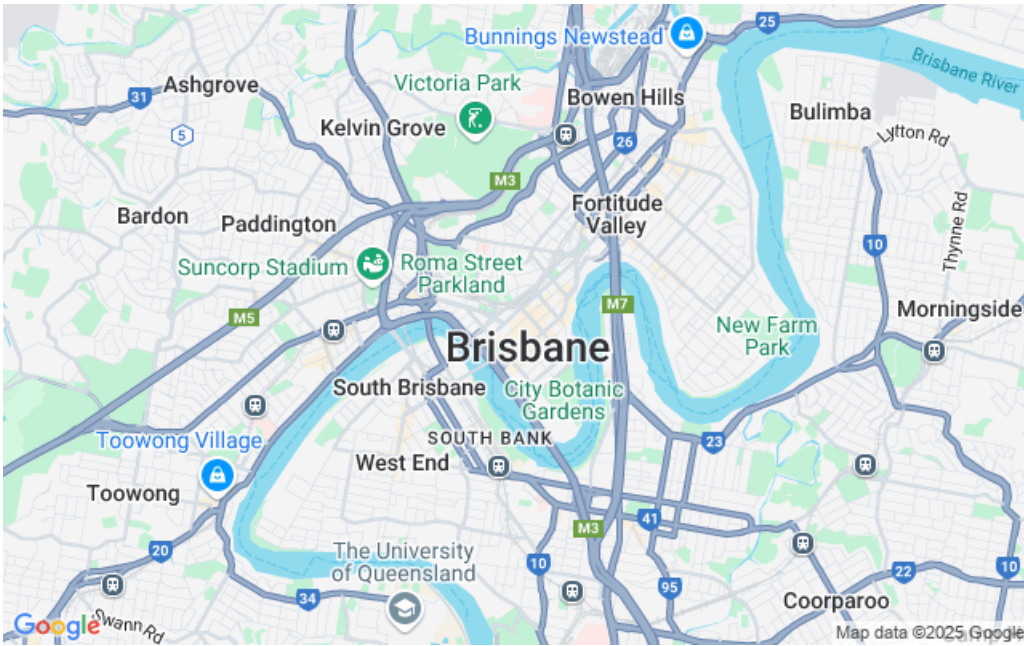 25
Bunnings Newstead
Brisbane River
Ashgrove
Victoria Park
31
Bowen Hills
Bulimba
Kelvin Grove
5
26
Lytton Rd
M3
Thynne Rd
Bardon
Paddington
Fortitude
Valley
10
Suncorp Stadium
Roma Street
Parkland
M7
M5
Morningside
New Farm
Park
Brisbane
South Brisbane
City Botanic
Gardens
Toowong Village
SOUTH BANK
23
West End
Toowong
41
M3
20
The University
of Queensland
10
22
10
95
34
Coorparoo
Swann Rd
Google
Map data ©2025 Google